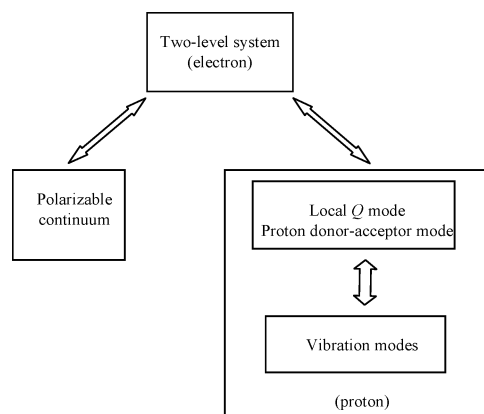 Two-level system
(electron)
Polarizable
continuum
Local Q mode
Proton donor-acceptor mode
Vibration modes
(proton)